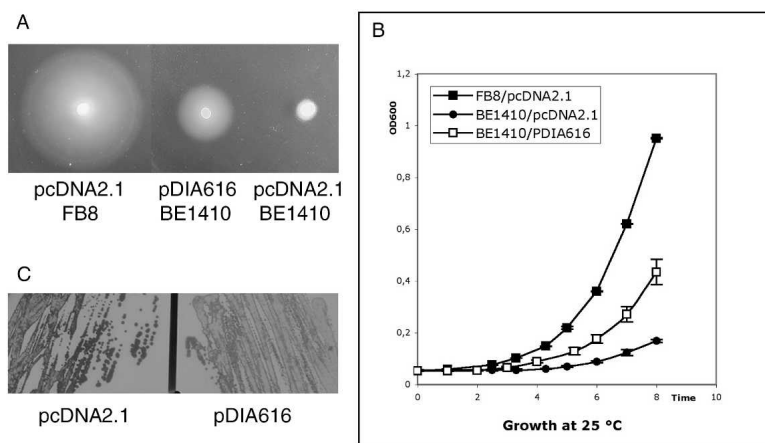 A
pcDNA2.1
FB8
pDIA616
BE1410
pcDNA2.1
BE1410
C
pcDNA2.1
pDIA616
B
OD600
1,2
1
0,8
0,6
0,4
0,2
0
FB8/pcDNA2.1
BE1410/pcDNA2.1
BE1410/PDIA616
0
2
4
6
8
10
Time
Growth at 25 °C